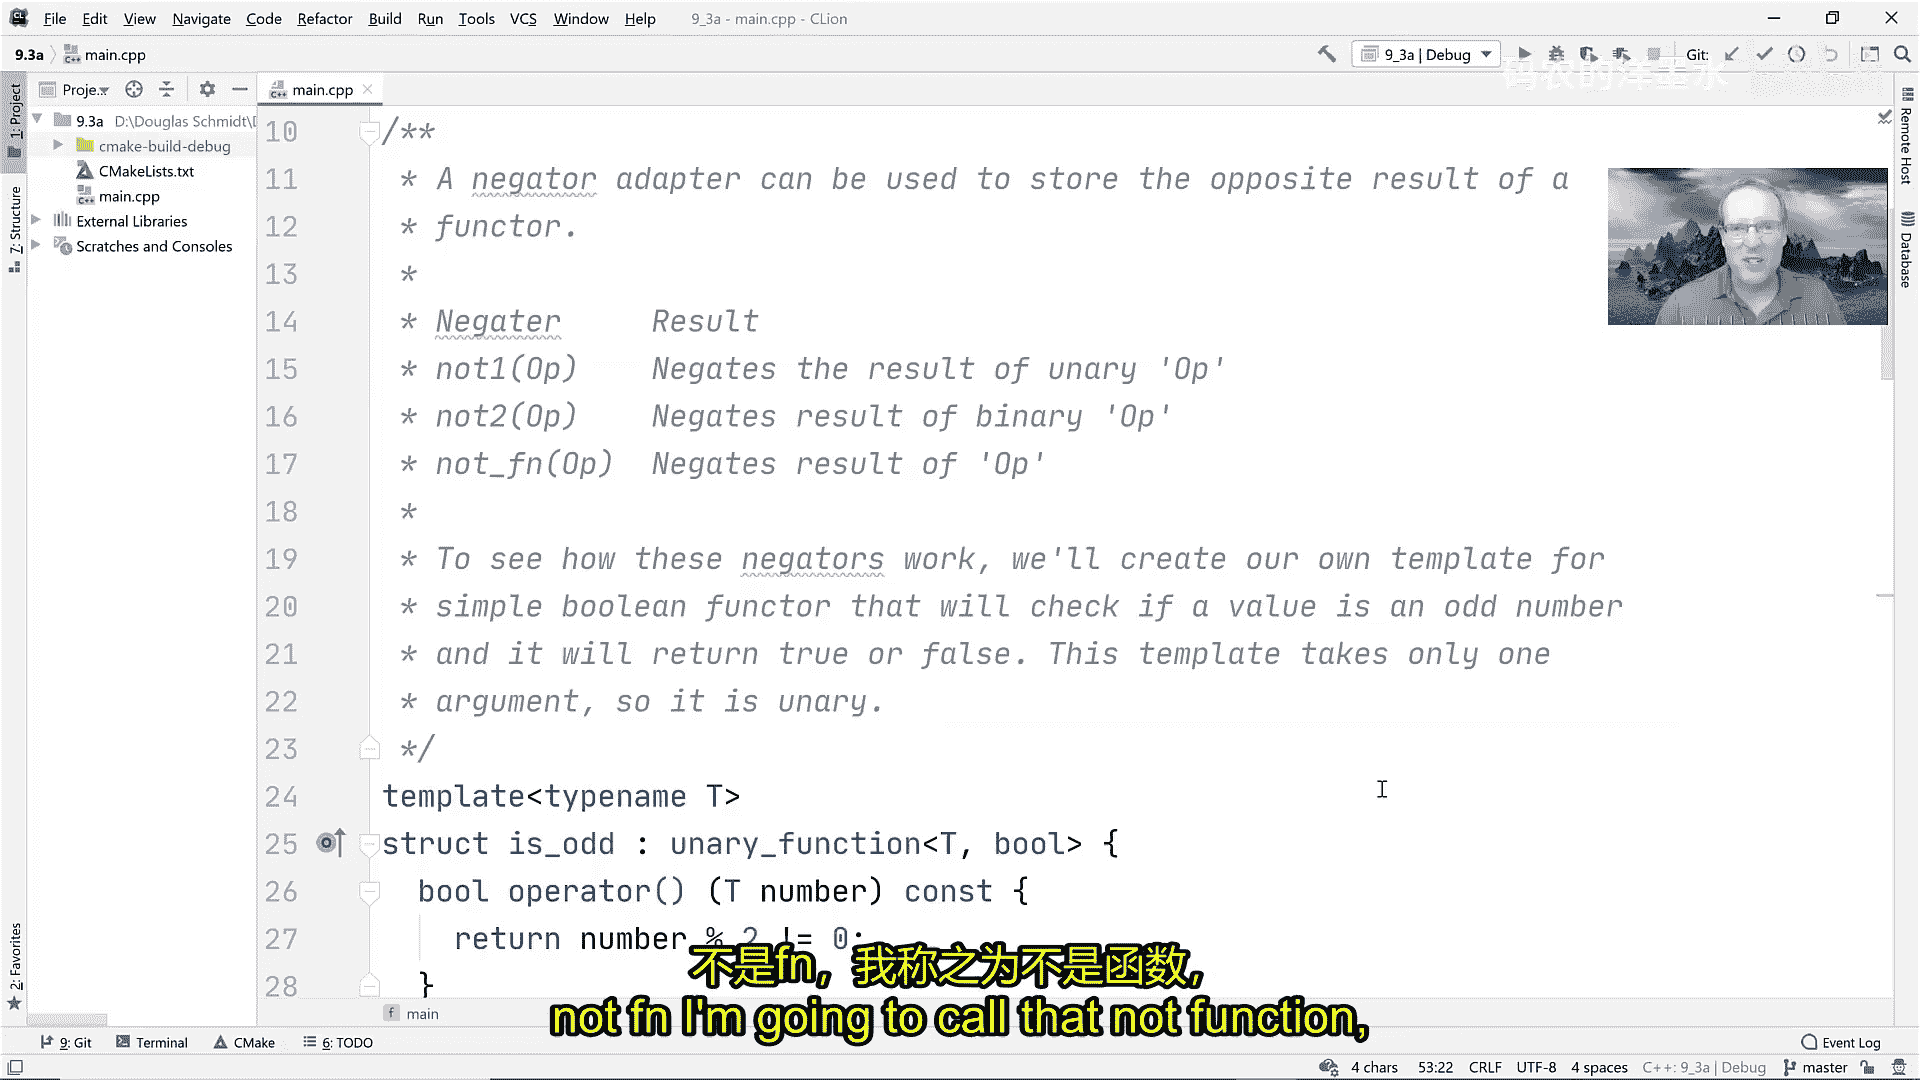 File Edit View Navigate Code Refactor Build Run Tools VCS Window Help 9_3a - main.cpp - CLion
9.3a main.cpp 9_3a | Debug Git:
码农的洋墨水
1: Project
Proje... main.cpp
9.3a D:\Douglas Schmidt\
cmake-build-debug
CMakeLists.txt
main.cpp
External Libraries
Scratches and Consoles
7: Structure
2: Favorites
Remote Host
Database
10 /**
11 * A negator adapter can be used to store the opposite result of a
12 * functor.
13 *
14 * Negater Result
15 * not1(Op) Negates the result of unary 'Op'
16 * not2(Op) Negates result of binary 'Op'
17 * not_fn(Op) Negates result of 'Op'
18 *
19 * To see how these negators work, we'll create our own template for
20 * simple boolean functor that will check if a value is an odd number
21 * and it will return true or false. This template takes only one
22 * argument, so it is unary.
23 */
24 template<typename T>
25 struct is_odd : unary_function<T, bool> {
26 bool operator() (T number) const {
27 return number % 2 != 0;
28 }
f main
不是fn，我称之为不是函数，
not fn I'm going to call that not function,
9: Git Terminal CMake 6: TODO Event Log
4 chars 53:22 CRLF UTF-8 4 spaces C++: 9_3a | Debug master